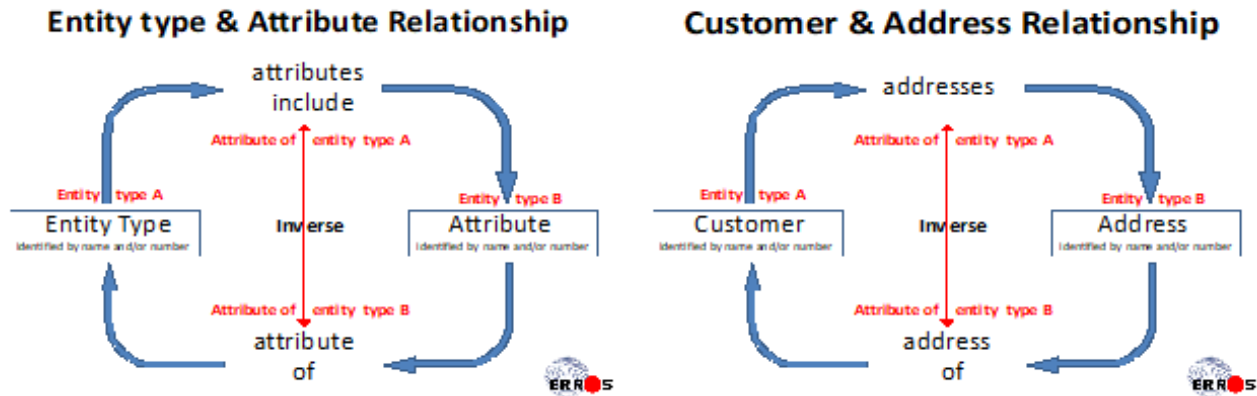 Entity type & Attribute Relationship
attributes
include
Attribute of entity type A
Entity type A
Entity type B
Entity Type
Identified by name and/or number
Inverse
Attribute
Identified by name and/or number
Attribute of entity type B
attribute
of
ERROS
Customer & Address Relationship
addresses
Attribute of entity type A
Entity type A
Entity type B
Customer
Identified by name and/or number
Inverse
Address
Identified by name and/or number
Attribute of entity type B
address
of
ERROS